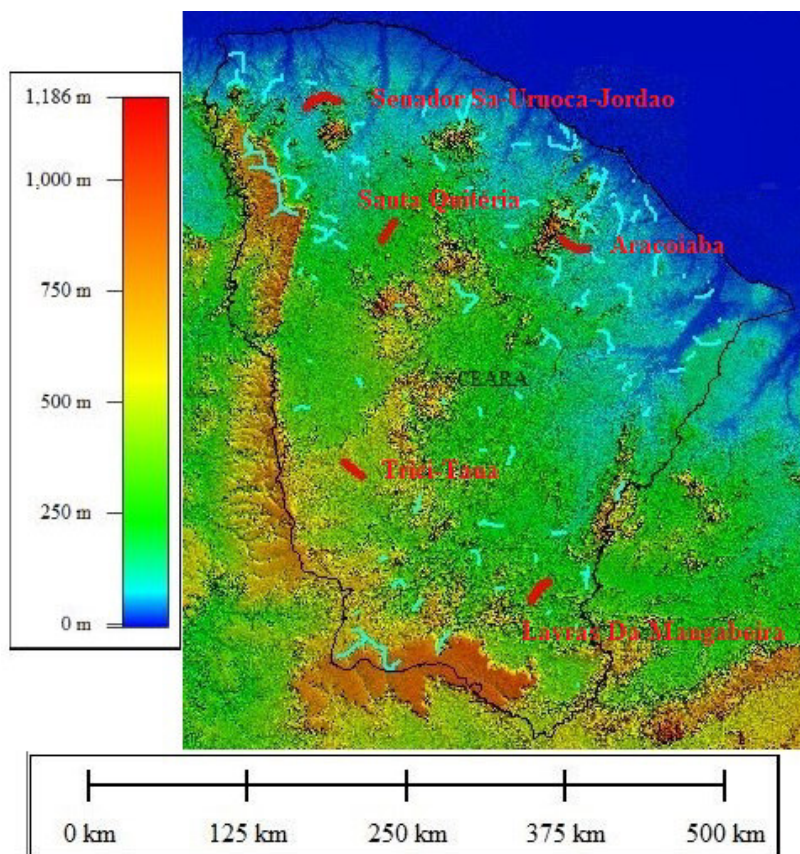 1,186 m
1,000 m
750 m
500 m
250 m
0 m
Senador Sa-Uruoca-Jordao
Santa Quitéria
Aracoiaba
CEARA
Trici-Taua
Lavras Da Mangabeira
0 km 125 km 250 km 375 km 500 km